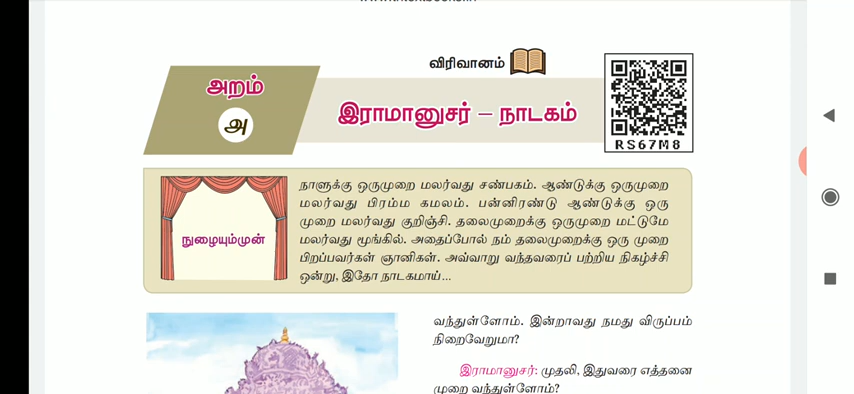 விரிவானம்
அறம்
அ
இராமானுசர் – நாடகம்
RS67M8
நுழையும்முன்
நாளுக்கு ஒருமுறை மலர்வது சண்பகம். ஆண்டுக்கு ஒருமுறை
மலர்வது பிரம்ம கமலம். பன்னிரண்டு ஆண்டுக்கு ஒரு
முறை மலர்வது குறிஞ்சி. தலைமுறைக்கு ஒருமுறை மட்டுமே
மலர்வது மூங்கில். அதைப்போல் நம் தலைமுறைக்கு ஒரு முறை
பிறப்பவர்கள் ஞானிகள். அவ்வாறு வந்தவரைப் பற்றிய நிகழ்ச்சி
ஒன்று, இதோ நாடகமாய்...
வந்துள்ளோம். இன்றாவது நமது விருப்பம்
நிறைவேறுமா?
இராமானுசர்: முதலி, இதுவரை எத்தனை
முறை வந்துள்ளோம்?